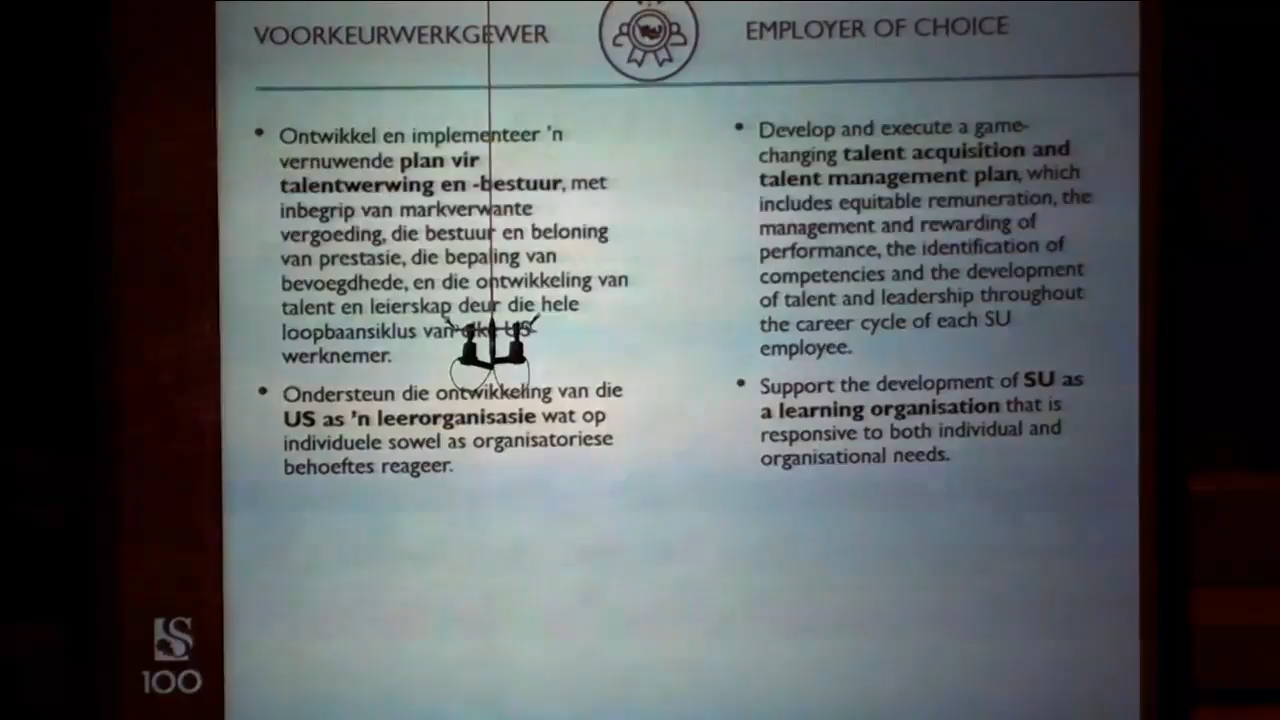 VOORKEURWERKGEWER
• Ontwikkel en implementeer 'n
vernuwende plan vir
talentwerwing en -bestuur, met
inbegrip van markverwante
vergoeding, die bestuur en beloning
van prestasie, die bepaling van
bevoegdhede, en die ontwikkeling van
talent en leierskap deur die hele
loopbaansiklus van elke US
werknemer.
• Ondersteun die ontwikkeling van die
US as 'n leerorganisasie wat op
individuele sowel as organisatoriese
behoeftes reageer.
EMPLOYER OF CHOICE
• Develop and execute a game-
changing talent acquisition and
talent management plan, which
includes equitable remuneration, the
management and rewarding of
performance, the identification of
competencies and the development
of talent and leadership throughout
the career cycle of each SU
employee.
• Support the development of SU as
a learning organisation that is
responsive to both individual and
organisational needs.
S
100